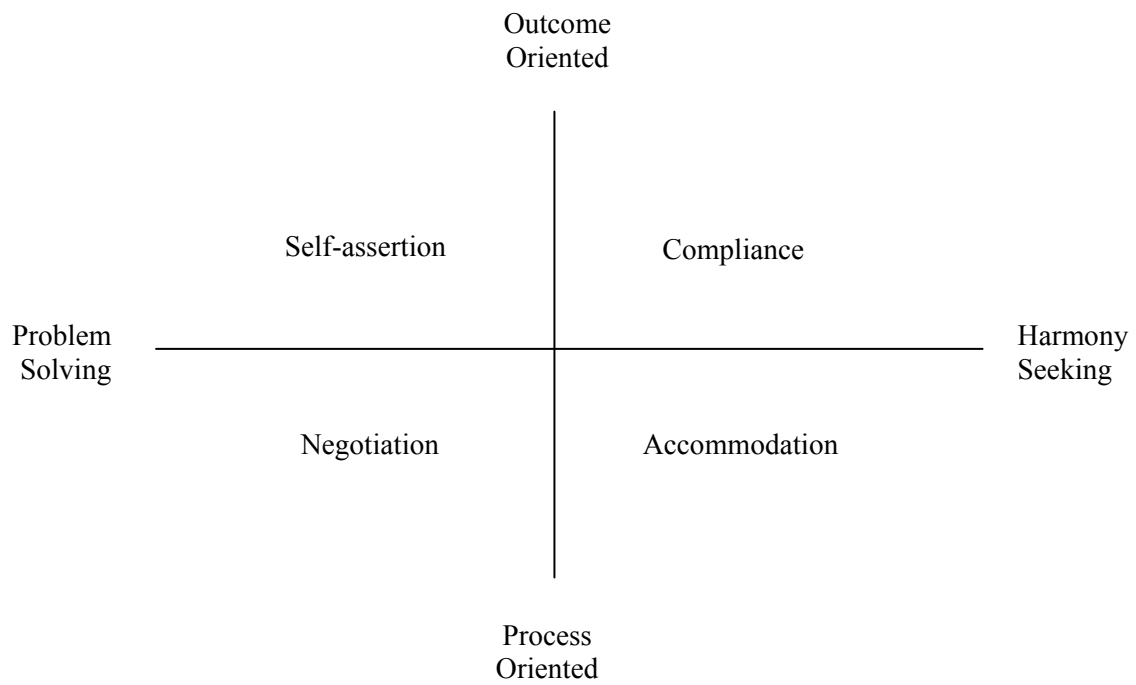 Outcome
Oriented
Self-assertion
Compliance
Problem
Solving
Harmony
Seeking
Negotiation
Accommodation
Process
Oriented